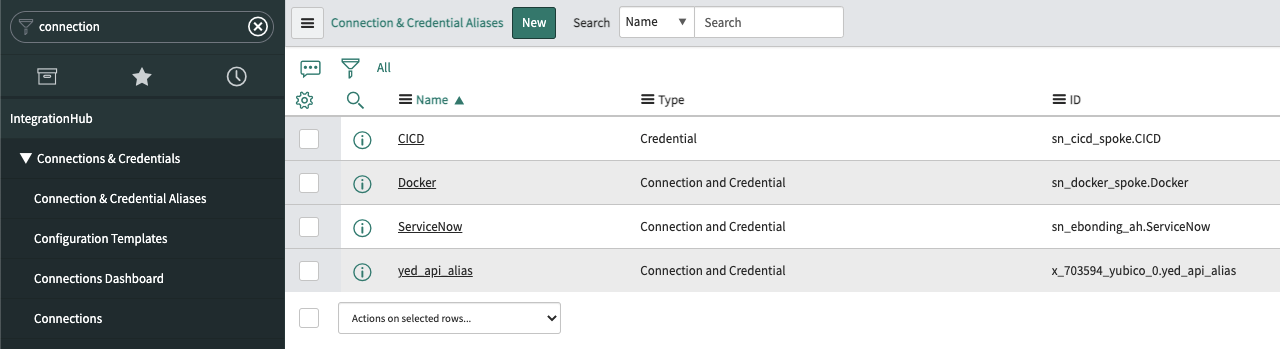 connection
Connection & Credential Aliases New Search Name ▼ Search
All
Name ▲ Type ID
IntegrationHub
▼ Connections & Credentials
Connection & Credential Aliases
Configuration Templates
Connections Dashboard
Connections
CICD Credential sn_cicd_spoke.CICD
Docker Connection and Credential sn_docker_spoke.Docker
ServiceNow Connection and Credential sn_ebonding_ah.ServiceNow
yed_api_alias Connection and Credential x_703594_yubico_0.yed_api_alias
Actions on selected rows...